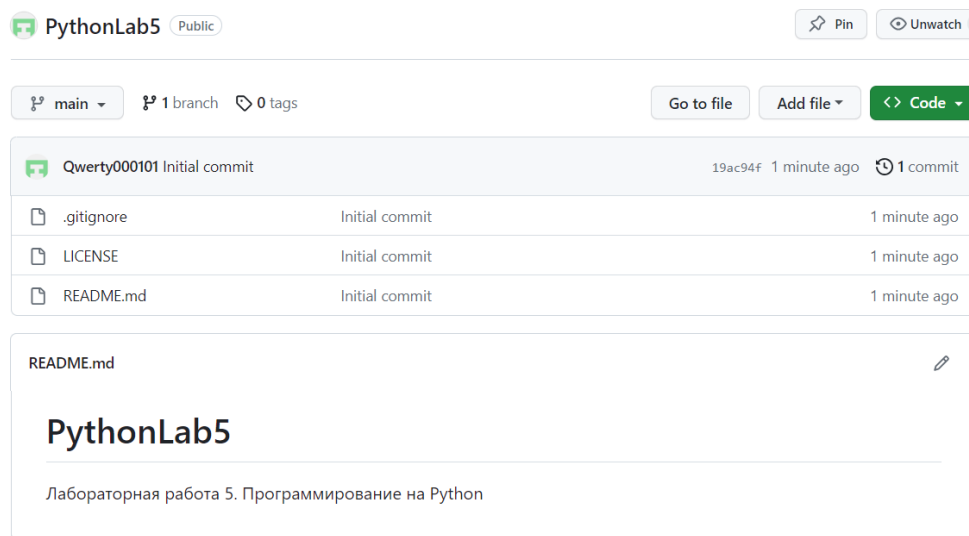 PythonLab5 Public Pin Unwatch
main 1 branch 0 tags Go to file Add file <> Code
Qwerty000101 Initial commit 19ac94f 1 minute ago 1 commit
.gitignore Initial commit 1 minute ago
LICENSE Initial commit 1 minute ago
README.md Initial commit 1 minute ago
README.md
PythonLab5
Лабораторная работа 5. Программирование на Python